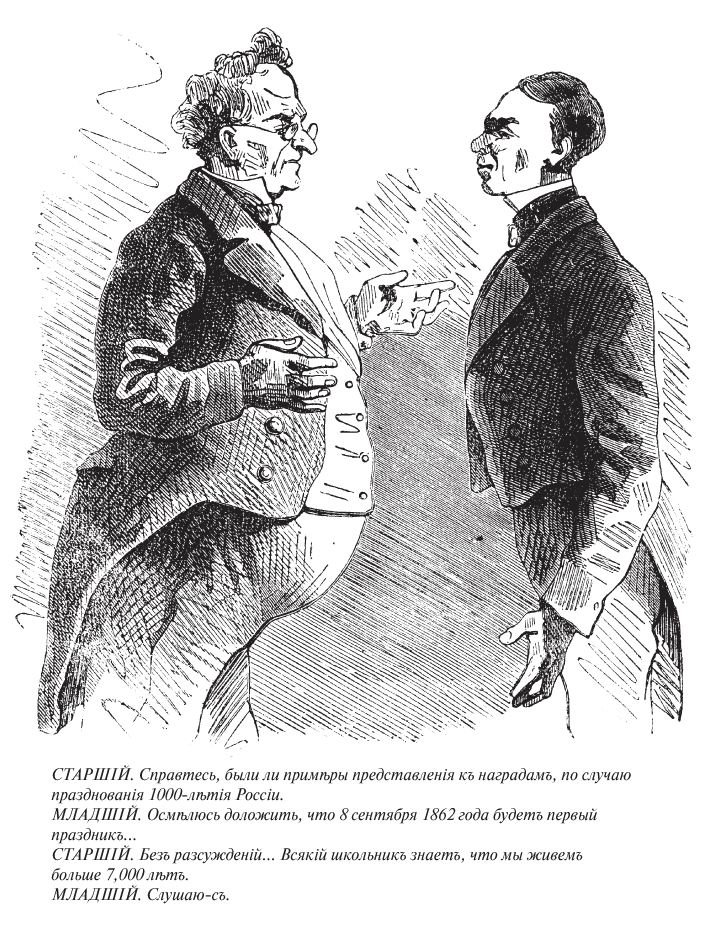 СТАРШІЙ. Справтесь, были ли примѣры представленія къ наградамъ, по случаю
празднованія 1000-лѣтія Россіи.
МЛАДШІЙ. Осмѣлюсь доложить, что 8 сентября 1862 года будетъ первый
праздникъ...
СТАРШІЙ. Безъ разсужденій... Всякій школьникъ знаетъ, что мы живемъ
больше 7,000 лѣтъ.
МЛАДШІЙ. Слушаю-съ.